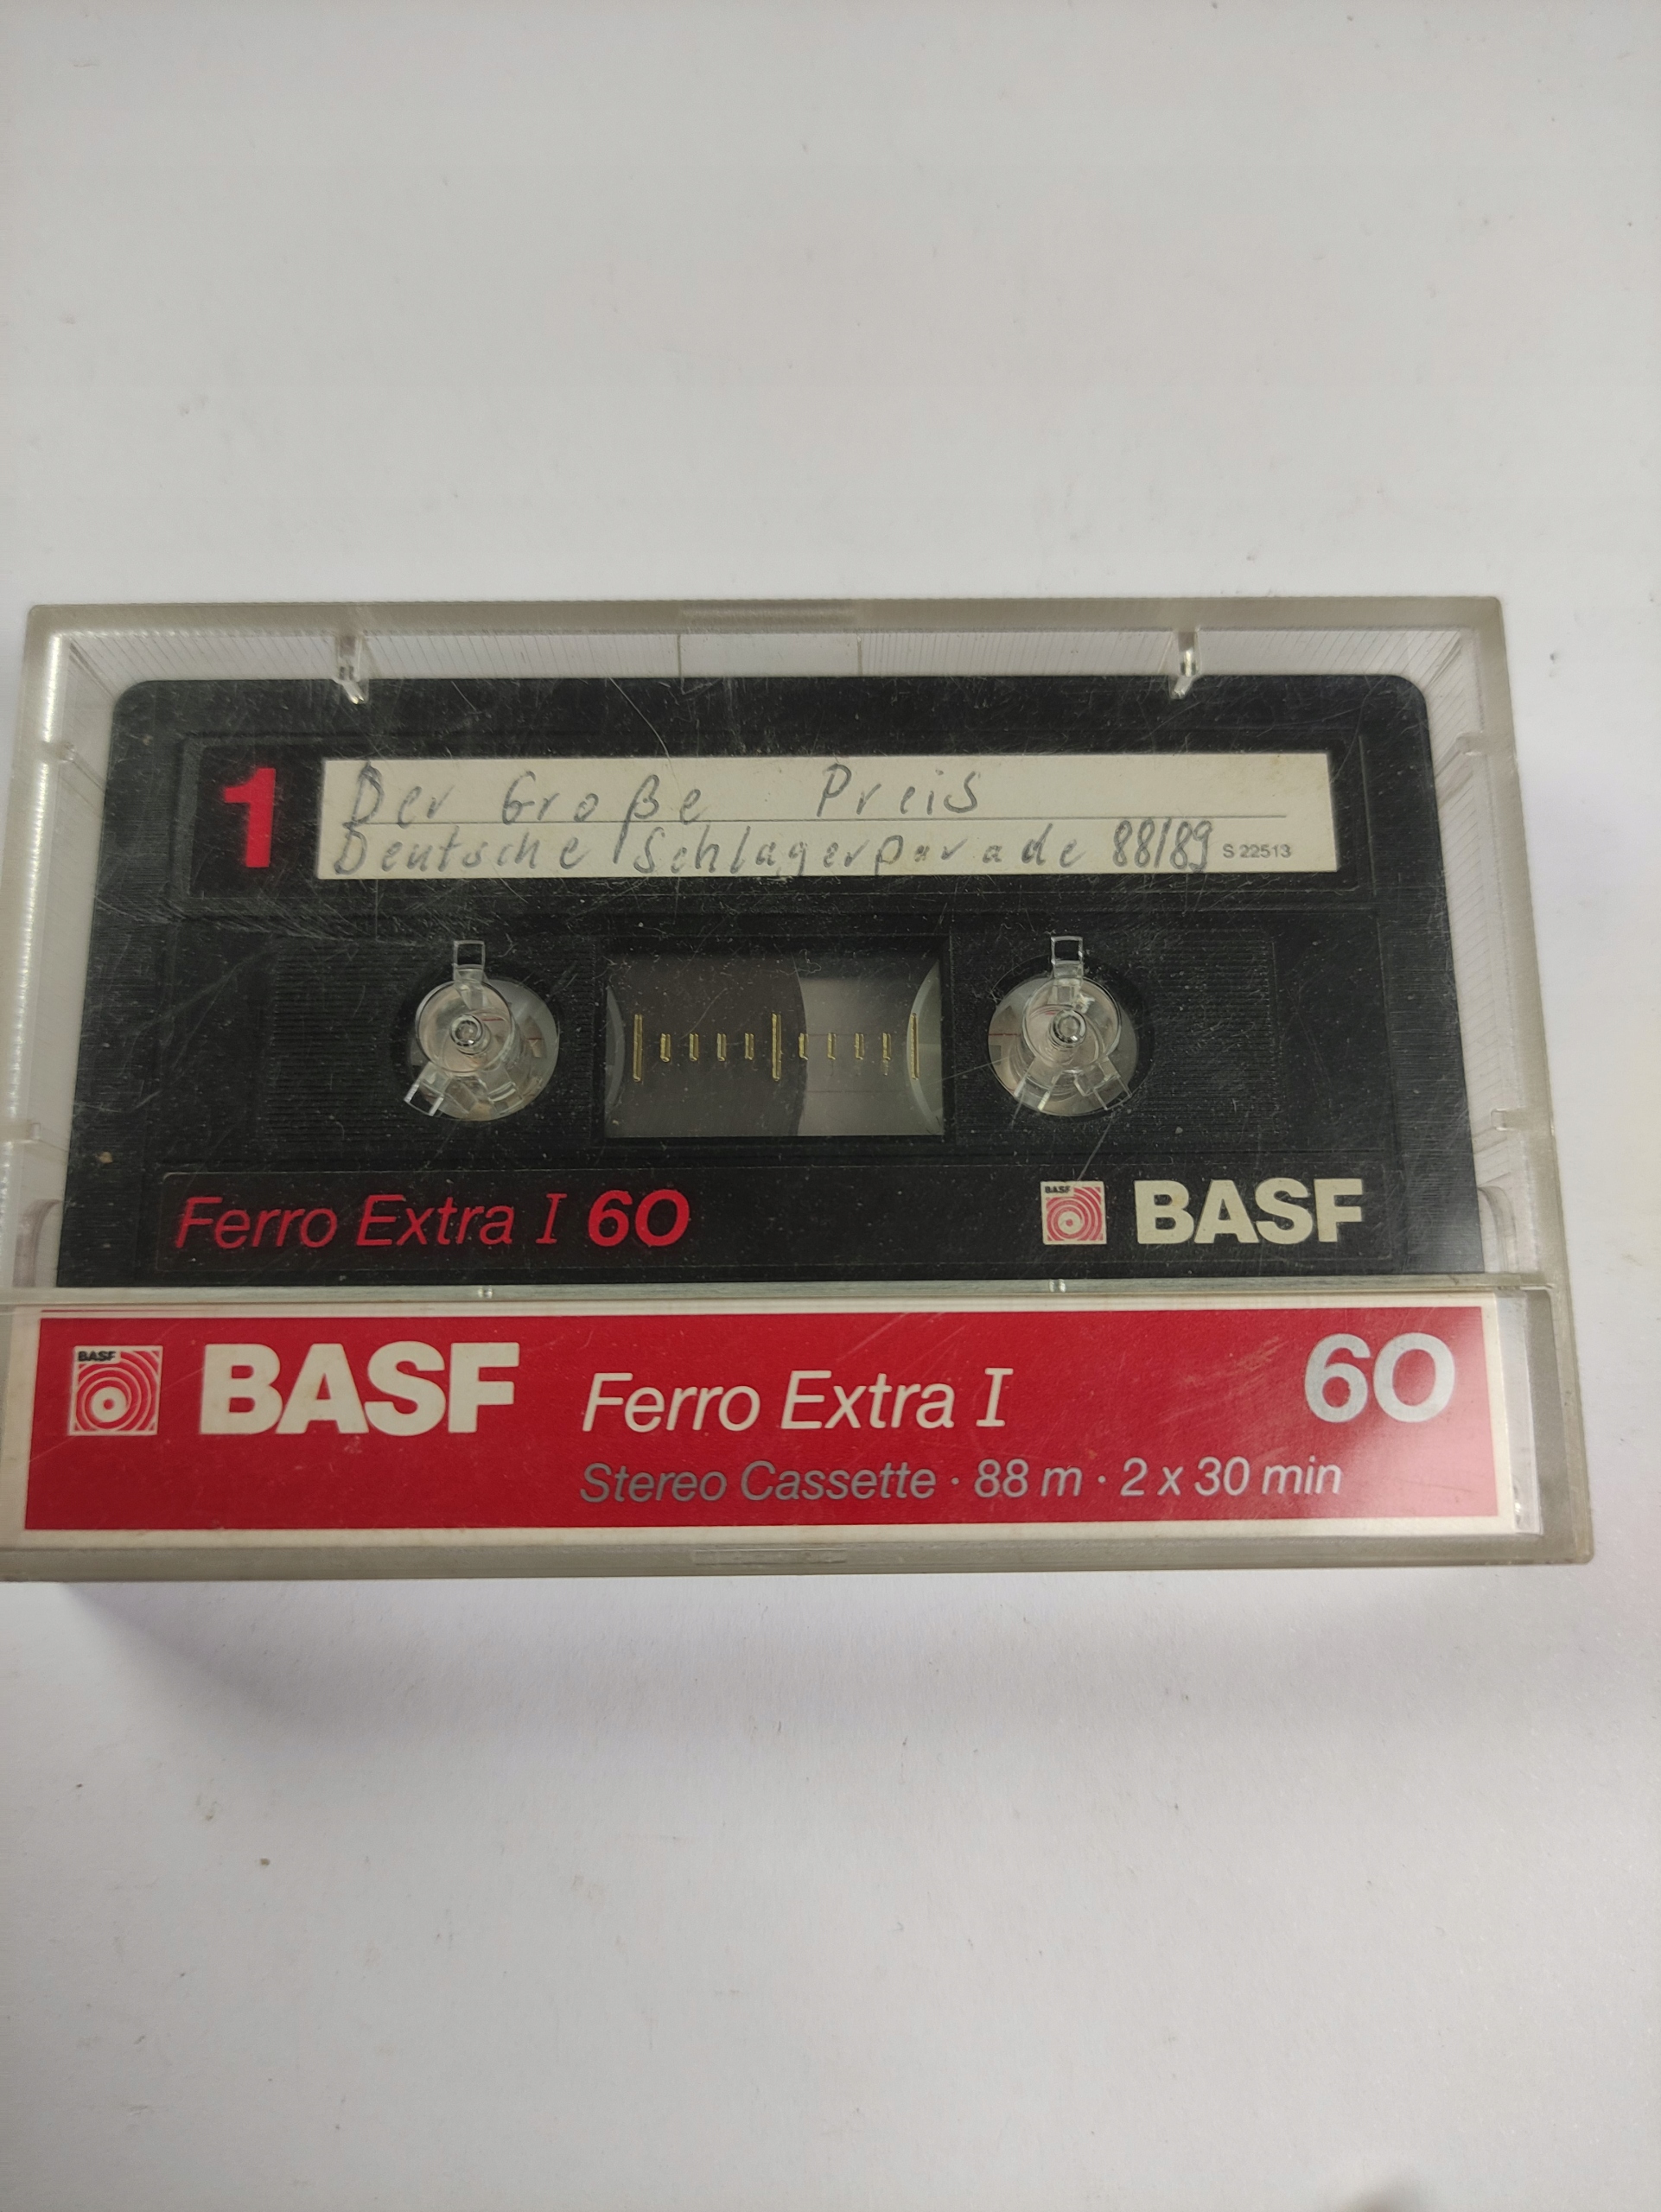 1
Der Große Preis
Deutsche Schlagerparade 88/89 S 22513
Ferro Extra I 60
BASF BASF
BASF BASF Ferro Extra I 60
Stereo Cassette · 88 m · 2 x 30 min